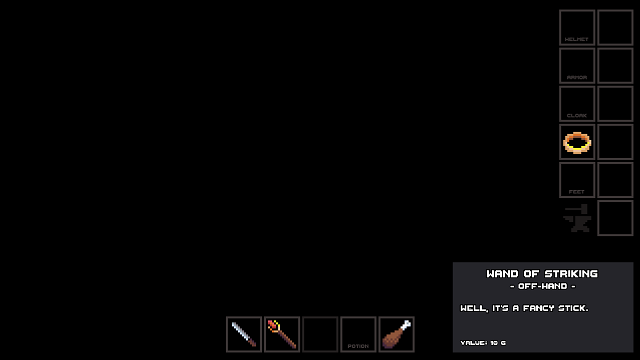 HELMET
ARMOR
CLOAK
FEET
POTION
WAND OF STRIKING
- OFF-HAND -
WELL, IT'S A FANCY STICK.
VALUE: 10 G